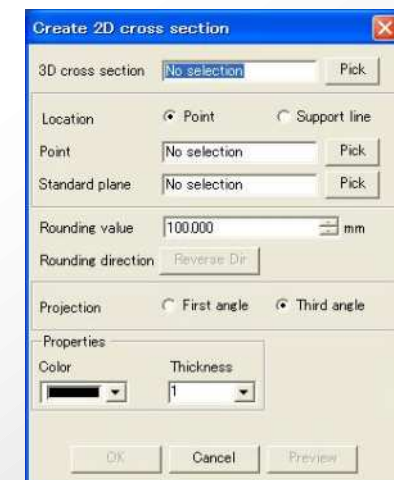 Create 2D cross section
3D cross section No selection Pick
Location Point Support line
Point No selection Pick
Standard plane No selection Pick
Rounding value 100.000 mm
Rounding direction Reverse Dir
Projection First angle Third angle
Properties
Color Thickness
1
OK Cancel Preview